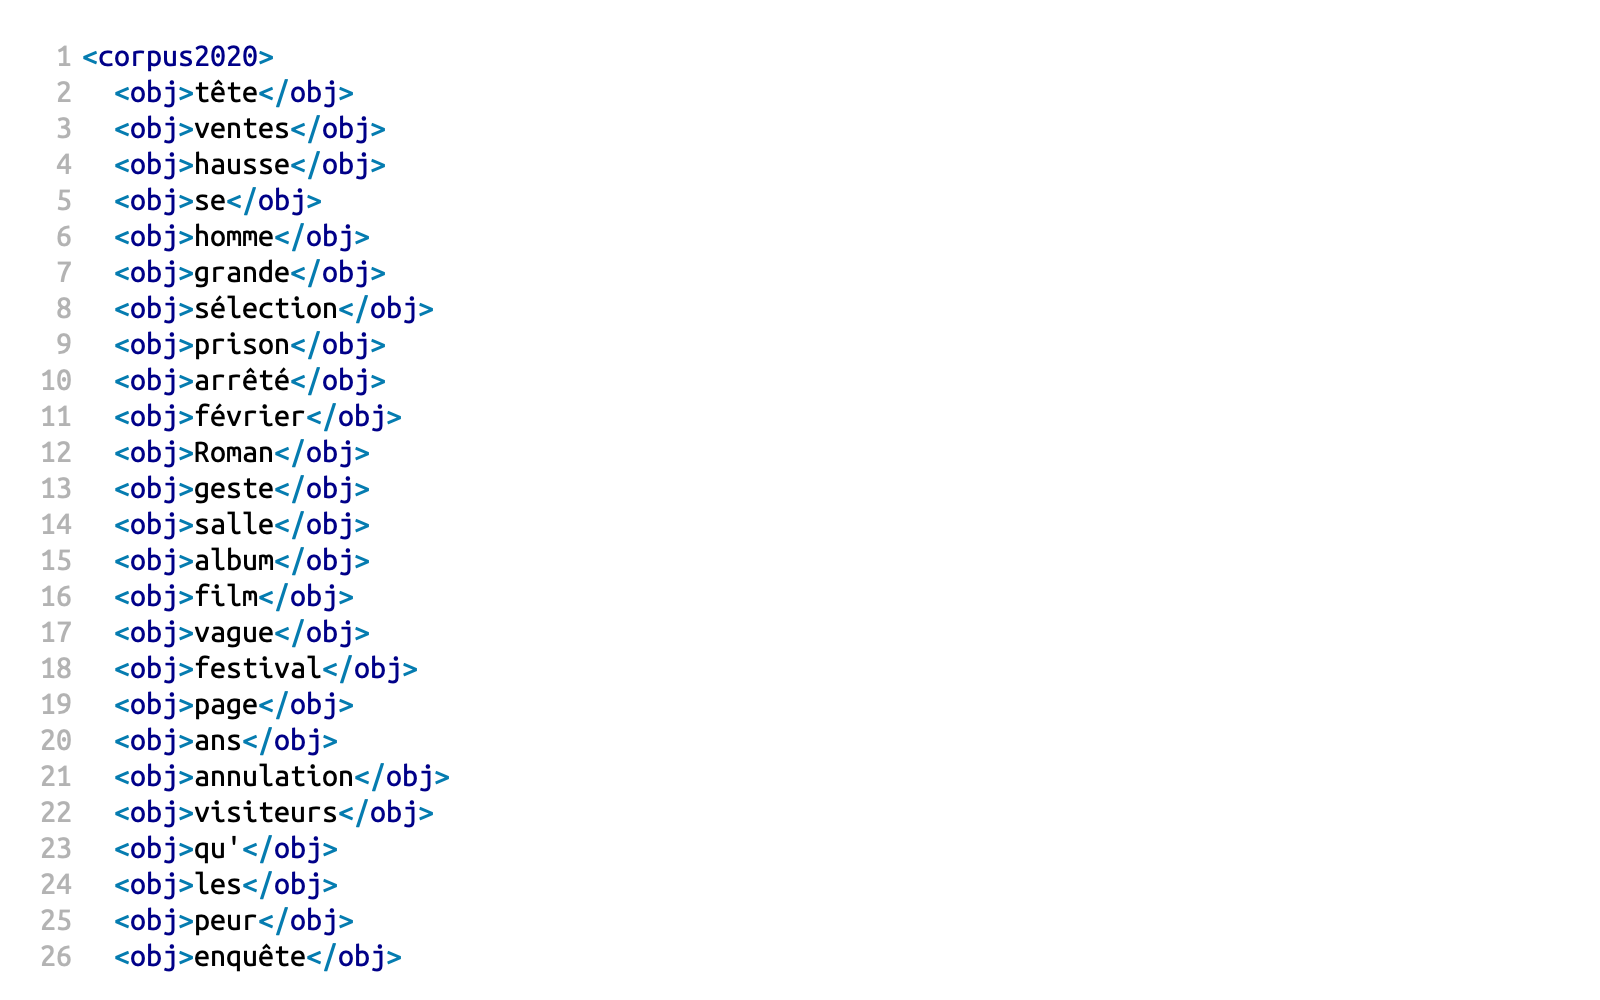 1 <corpus2020>
2 <obj>tête</obj>
3 <obj>ventes</obj>
4 <obj>hausse</obj>
5 <obj>se</obj>
6 <obj>homme</obj>
7 <obj>grande</obj>
8 <obj>sélection</obj>
9 <obj>prison</obj>
10 <obj>arrêté</obj>
11 <obj>février</obj>
12 <obj>Roman</obj>
13 <obj>geste</obj>
14 <obj>salle</obj>
15 <obj>album</obj>
16 <obj>film</obj>
17 <obj>vague</obj>
18 <obj>festival</obj>
19 <obj>page</obj>
20 <obj>ans</obj>
21 <obj>annulation</obj>
22 <obj>visiteurs</obj>
23 <obj>qu'</obj>
24 <obj>les</obj>
25 <obj>peur</obj>
26 <obj>enquête</obj>